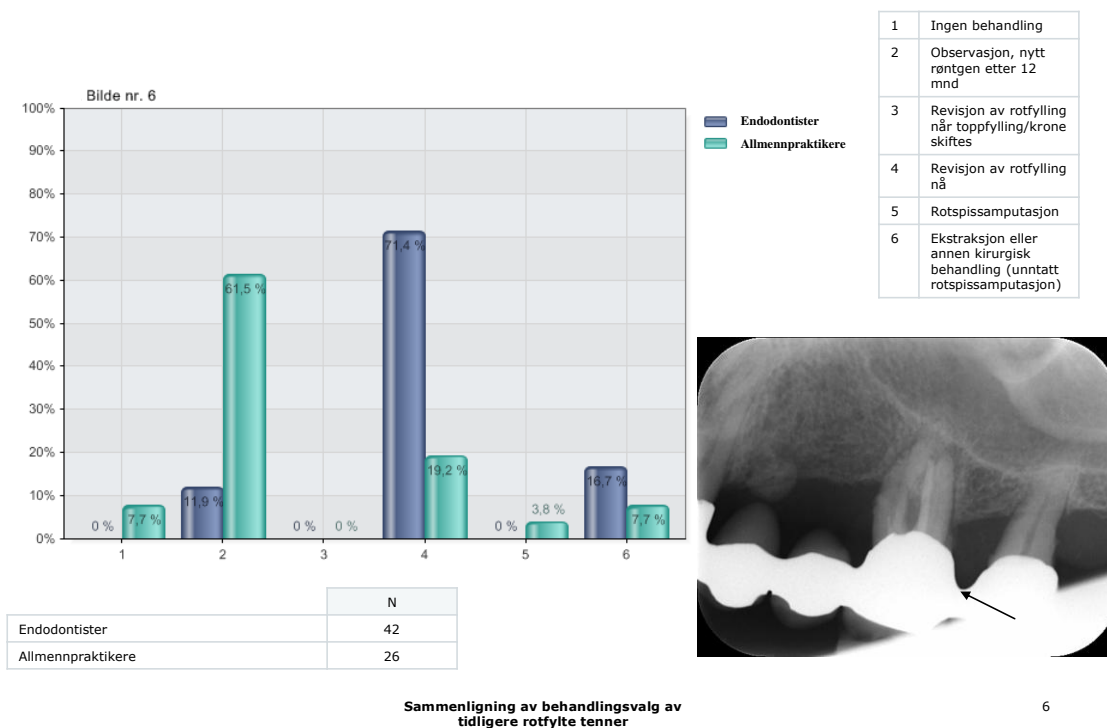 Bilde nr. 6
100%
90%
80%
70%
60%
50%
40%
30%
20%
10%
0%
0 %
7,7 %
11,9 %
61,5 %
0 %
0 %
71,4 %
19,2 %
0 %
3,8 %
16,7 %
7,7 %
1
2
3
4
5
6
Endodontister
Allmennpraktikere
1 Ingen behandling
2 Observasjon, nytt
røntgen etter 12
mnd
3 Revisjon av rotfylling
når toppfylling/krone
skiftes
4 Revisjon av rotfylling
nå
5 Rotspissamputasjon
6 Ekstraksjon eller
annen kirurgisk
behandling (unntatt
rotspissamputasjon)
N
Endodontister 42
Allmennpraktikere 26
Sammenligning av behandlingsvalg av
tidligere rotfylte tenner
6